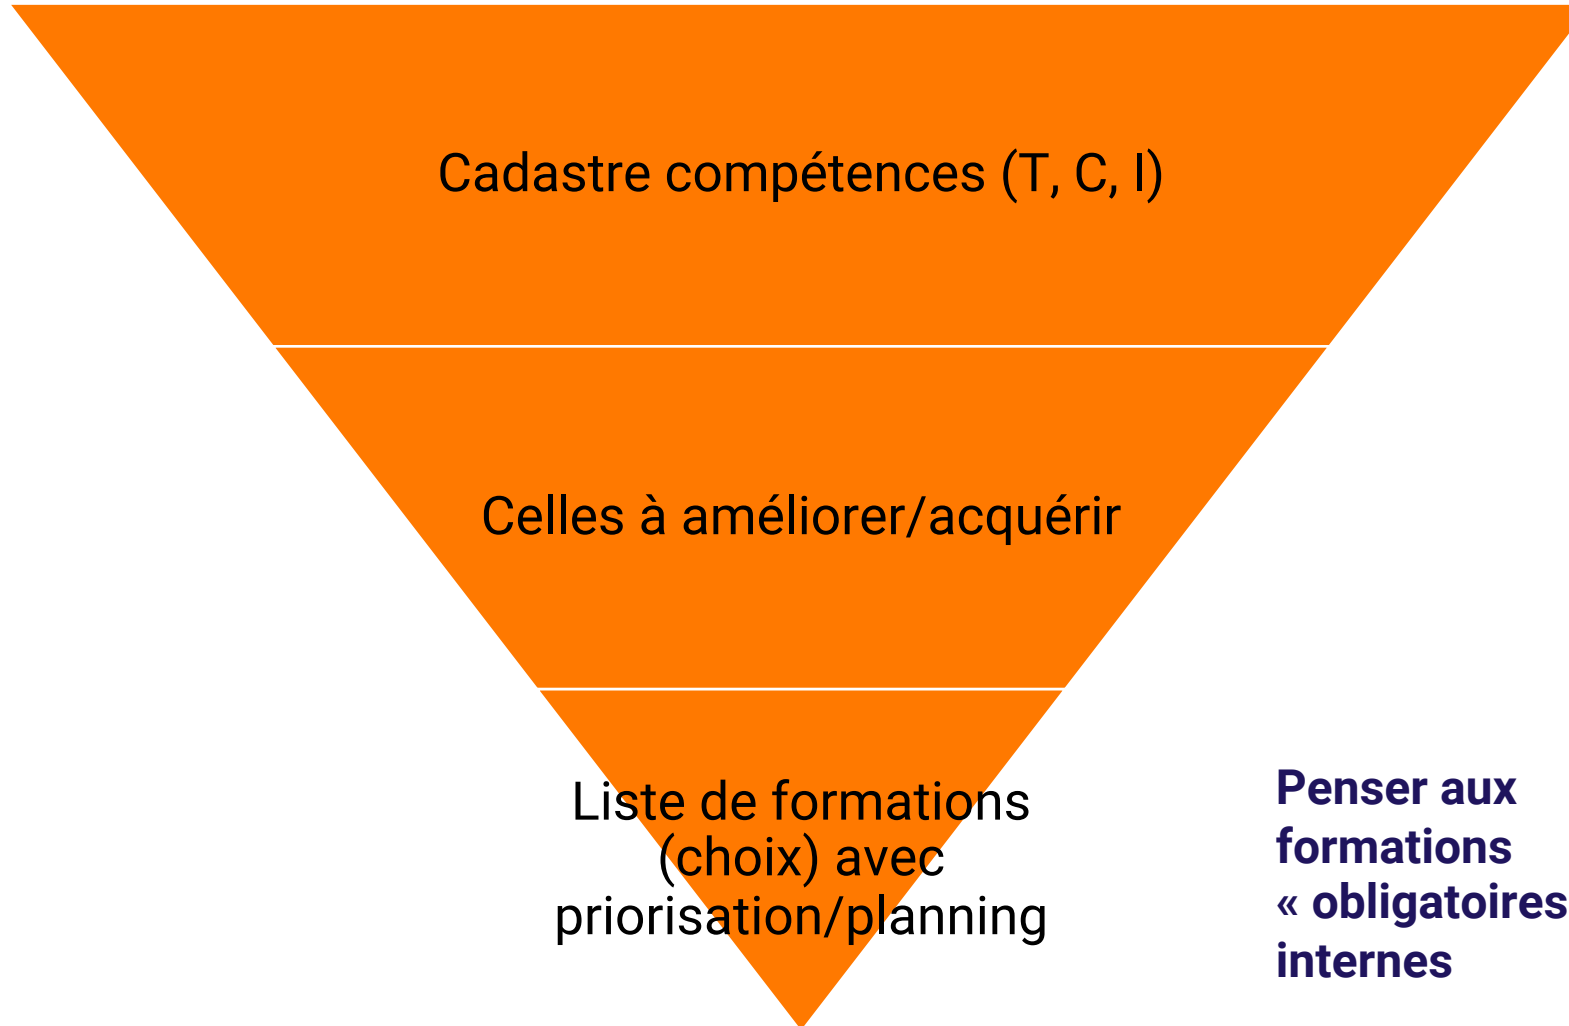 Cadastre compétences (T, C, I)
Celles à améliorer/acquérir
Liste de formations
(choix) avec
priorisation/planning
Penser aux
formations
« obligatoires
internes